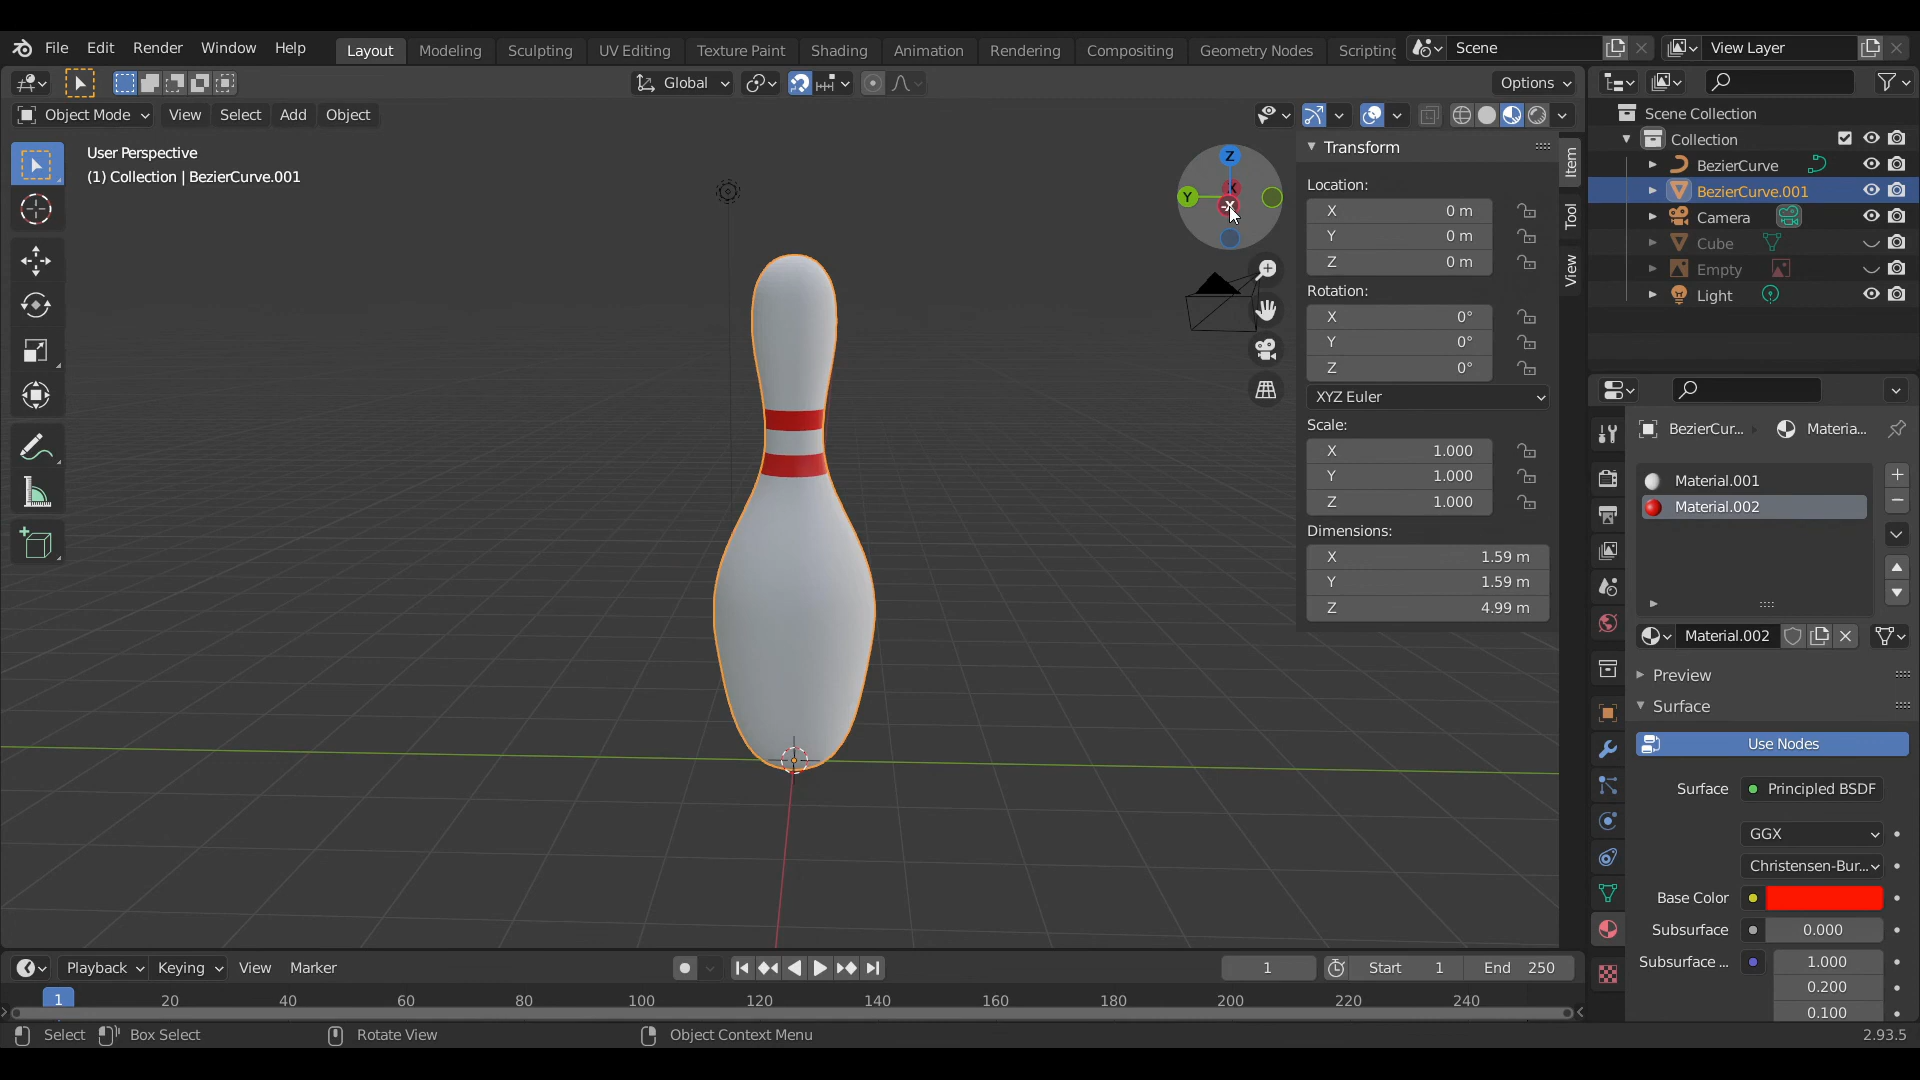 File Edit Render Window Help Layout Modeling Sculpting UV Editing Texture Paint Shading Animation Rendering Compositing Geometry Nodes Scripting Scene View Layer
Global Options
Object Mode View Select Add Object
User Perspective
(1) Collection | BezierCurve.001
Z
Y
X
-X
Transform
Location:
X 0 m
Y 0 m
Z 0 m
Rotation:
X 0°
Y 0°
Z 0°
XYZ Euler
Scale:
X 1.000
Y 1.000
Z 1.000
Dimensions:
X 1.59 m
Y 1.59 m
Z 4.99 m
Item
Tool
View
Scene Collection
Collection
BezierCurve
BezierCurve.001
Camera
Cube
Empty
Light
BezierCur... Materia...
Material.001
Material.002
Material.002
Preview
Surface
Use Nodes
Surface Principled BSDF
GGX
Christensen-Bur...
Base Color
Subsurface 0.000
Subsurface ... 1.000
0.200
0.100
Playback Keying View Marker 1 Start 1 End 250
1 20 40 60 80 100 120 140 160 180 200 220 240
Select Box Select Rotate View Object Context Menu 2.93.5